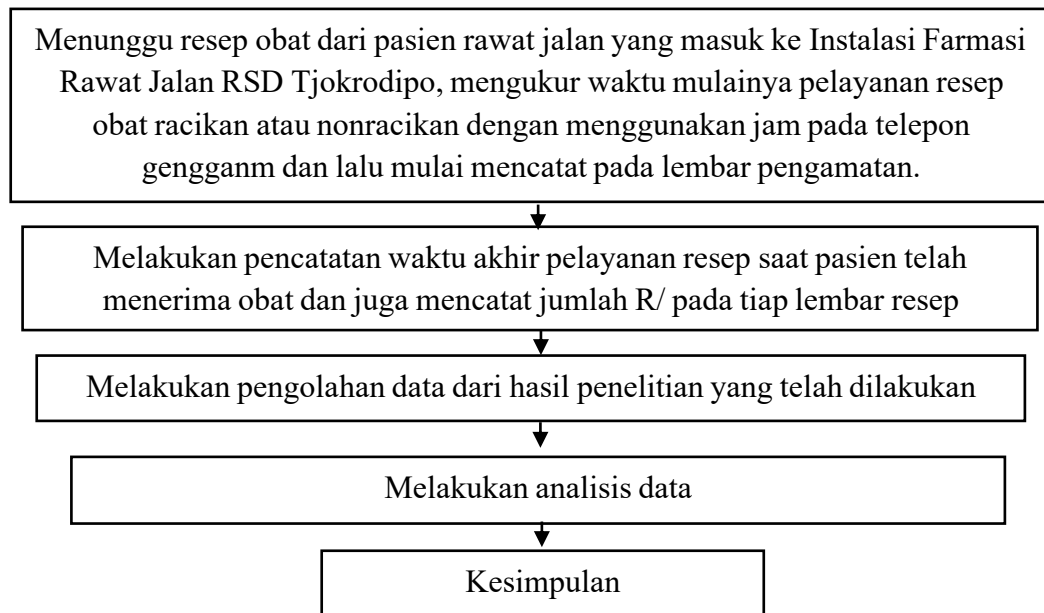 Menunggu resep obat dari pasien rawat jalan yang masuk ke Instalasi Farmasi
Rawat Jalan RSD Tjokrodipo, mengukur waktu mulainya pelayanan resep
obat racikan atau nonracikan dengan menggunakan jam pada telepon
gengganm dan lalu mulai mencatat pada lembar pengamatan.
Melakukan pencatatan waktu akhir pelayanan resep saat pasien telah
menerima obat dan juga mencatat jumlah R/ pada tiap lembar resep
Melakukan pengolahan data dari hasil penelitian yang telah dilakukan
Melakukan analisis data
Kesimpulan